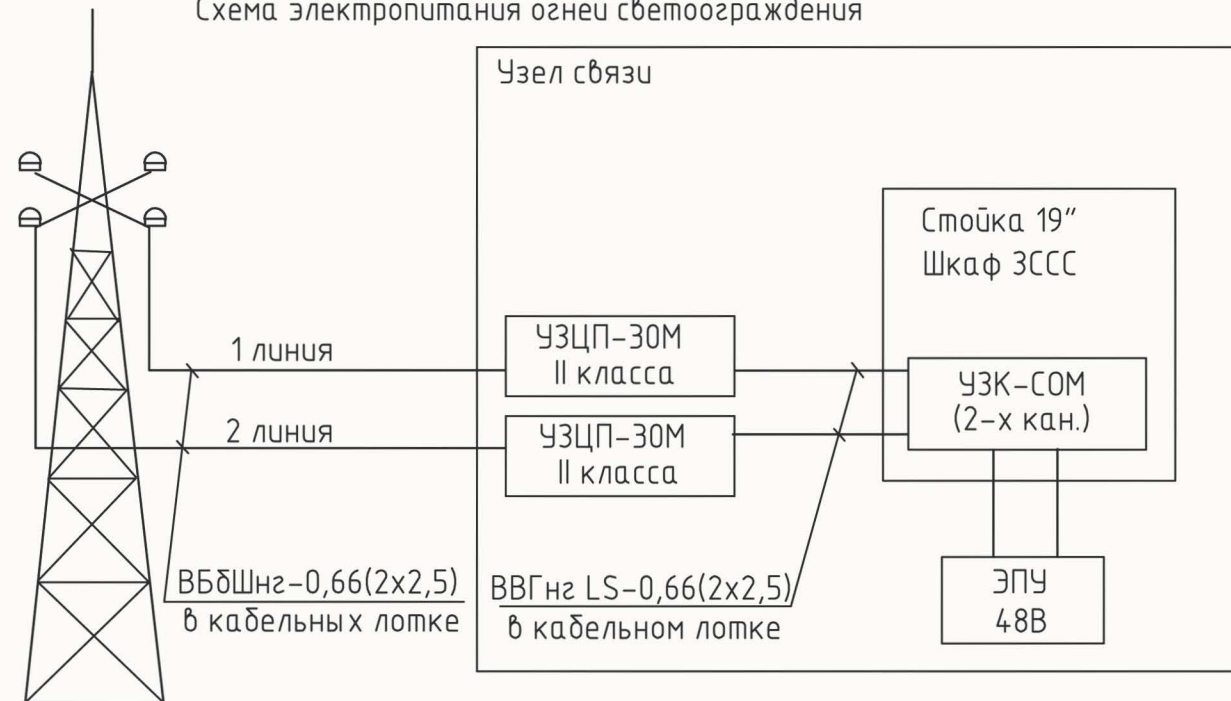 Схема электропитания огней светоограждения
Узел связи
Стойка 19"
Шкаф ЗССС
1 линия
УЗЦП-30М
II класса
УЗК-СОМ
(2-х кан.)
2 линия
УЗЦП-30М
II класса
ВБбШнг-0,66(2х2,5)
в кабельных лотке
ВВГнг LS-0,66(2х2,5)
в кабельном лотке
ЭПУ
48В